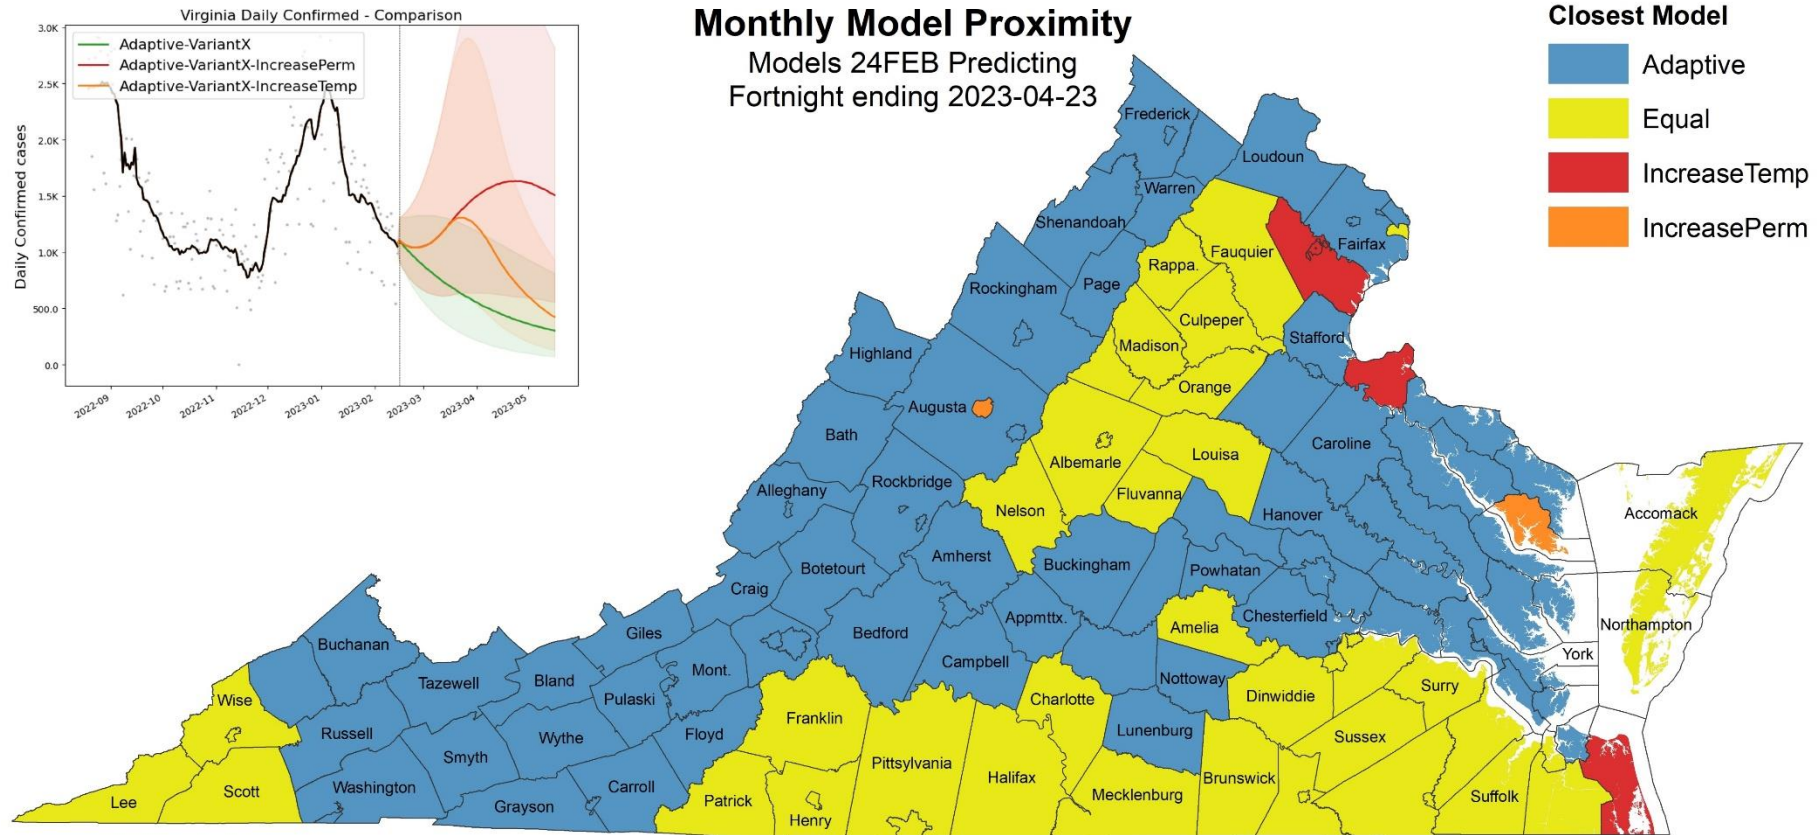 Virginia Daily Confirmed - Comparison
Daily Confirmed cases
3.0K
2.5K
2.0K
1.5K
1.0K
500.0
0.0
Adaptive-VariantX
Adaptive-VariantX-IncreasePerm
Adaptive-VariantX-IncreaseTemp
2022-09
2022-10
2022-11
2022-12
2023-01
2023-02
2023-03
2023-04
2023-05
Monthly Model Proximity
Models 24FEB Predicting
Fortnight ending 2023-04-23
Closest Model
Adaptive
Equal
IncreaseTemp
IncreasePerm
Frederick
Loudoun
Warren
Shenandoah
Fairfax
Fauquier
Rappa.
Page
Rockingham
Culpeper
Stafford
Madison
Highland
Orange
Augusta
Bath
Caroline
Louisa
Albemarle
Rockbridge
Alleghany
Fluvanna
Nelson
Hanover
Accomack
Amherst
Buckingham
Botetourt
Powhatan
Craig
Appmttx.
Chesterfield
Northampton
Amelia
Giles
Bedford
Buchanan
York
Campbell
Mont.
Bland
Tazewell
Nottoway
Surry
Dinwiddie
Charlotte
Pulaski
Wise
Franklin
Lunenburg
Russell
Floyd
Wythe
Sussex
Smyth
Pittsylvania
Halifax
Brunswick
Washington
Carroll
Scott
Mecklenburg
Suffolk
Patrick
Lee
Grayson
Henry